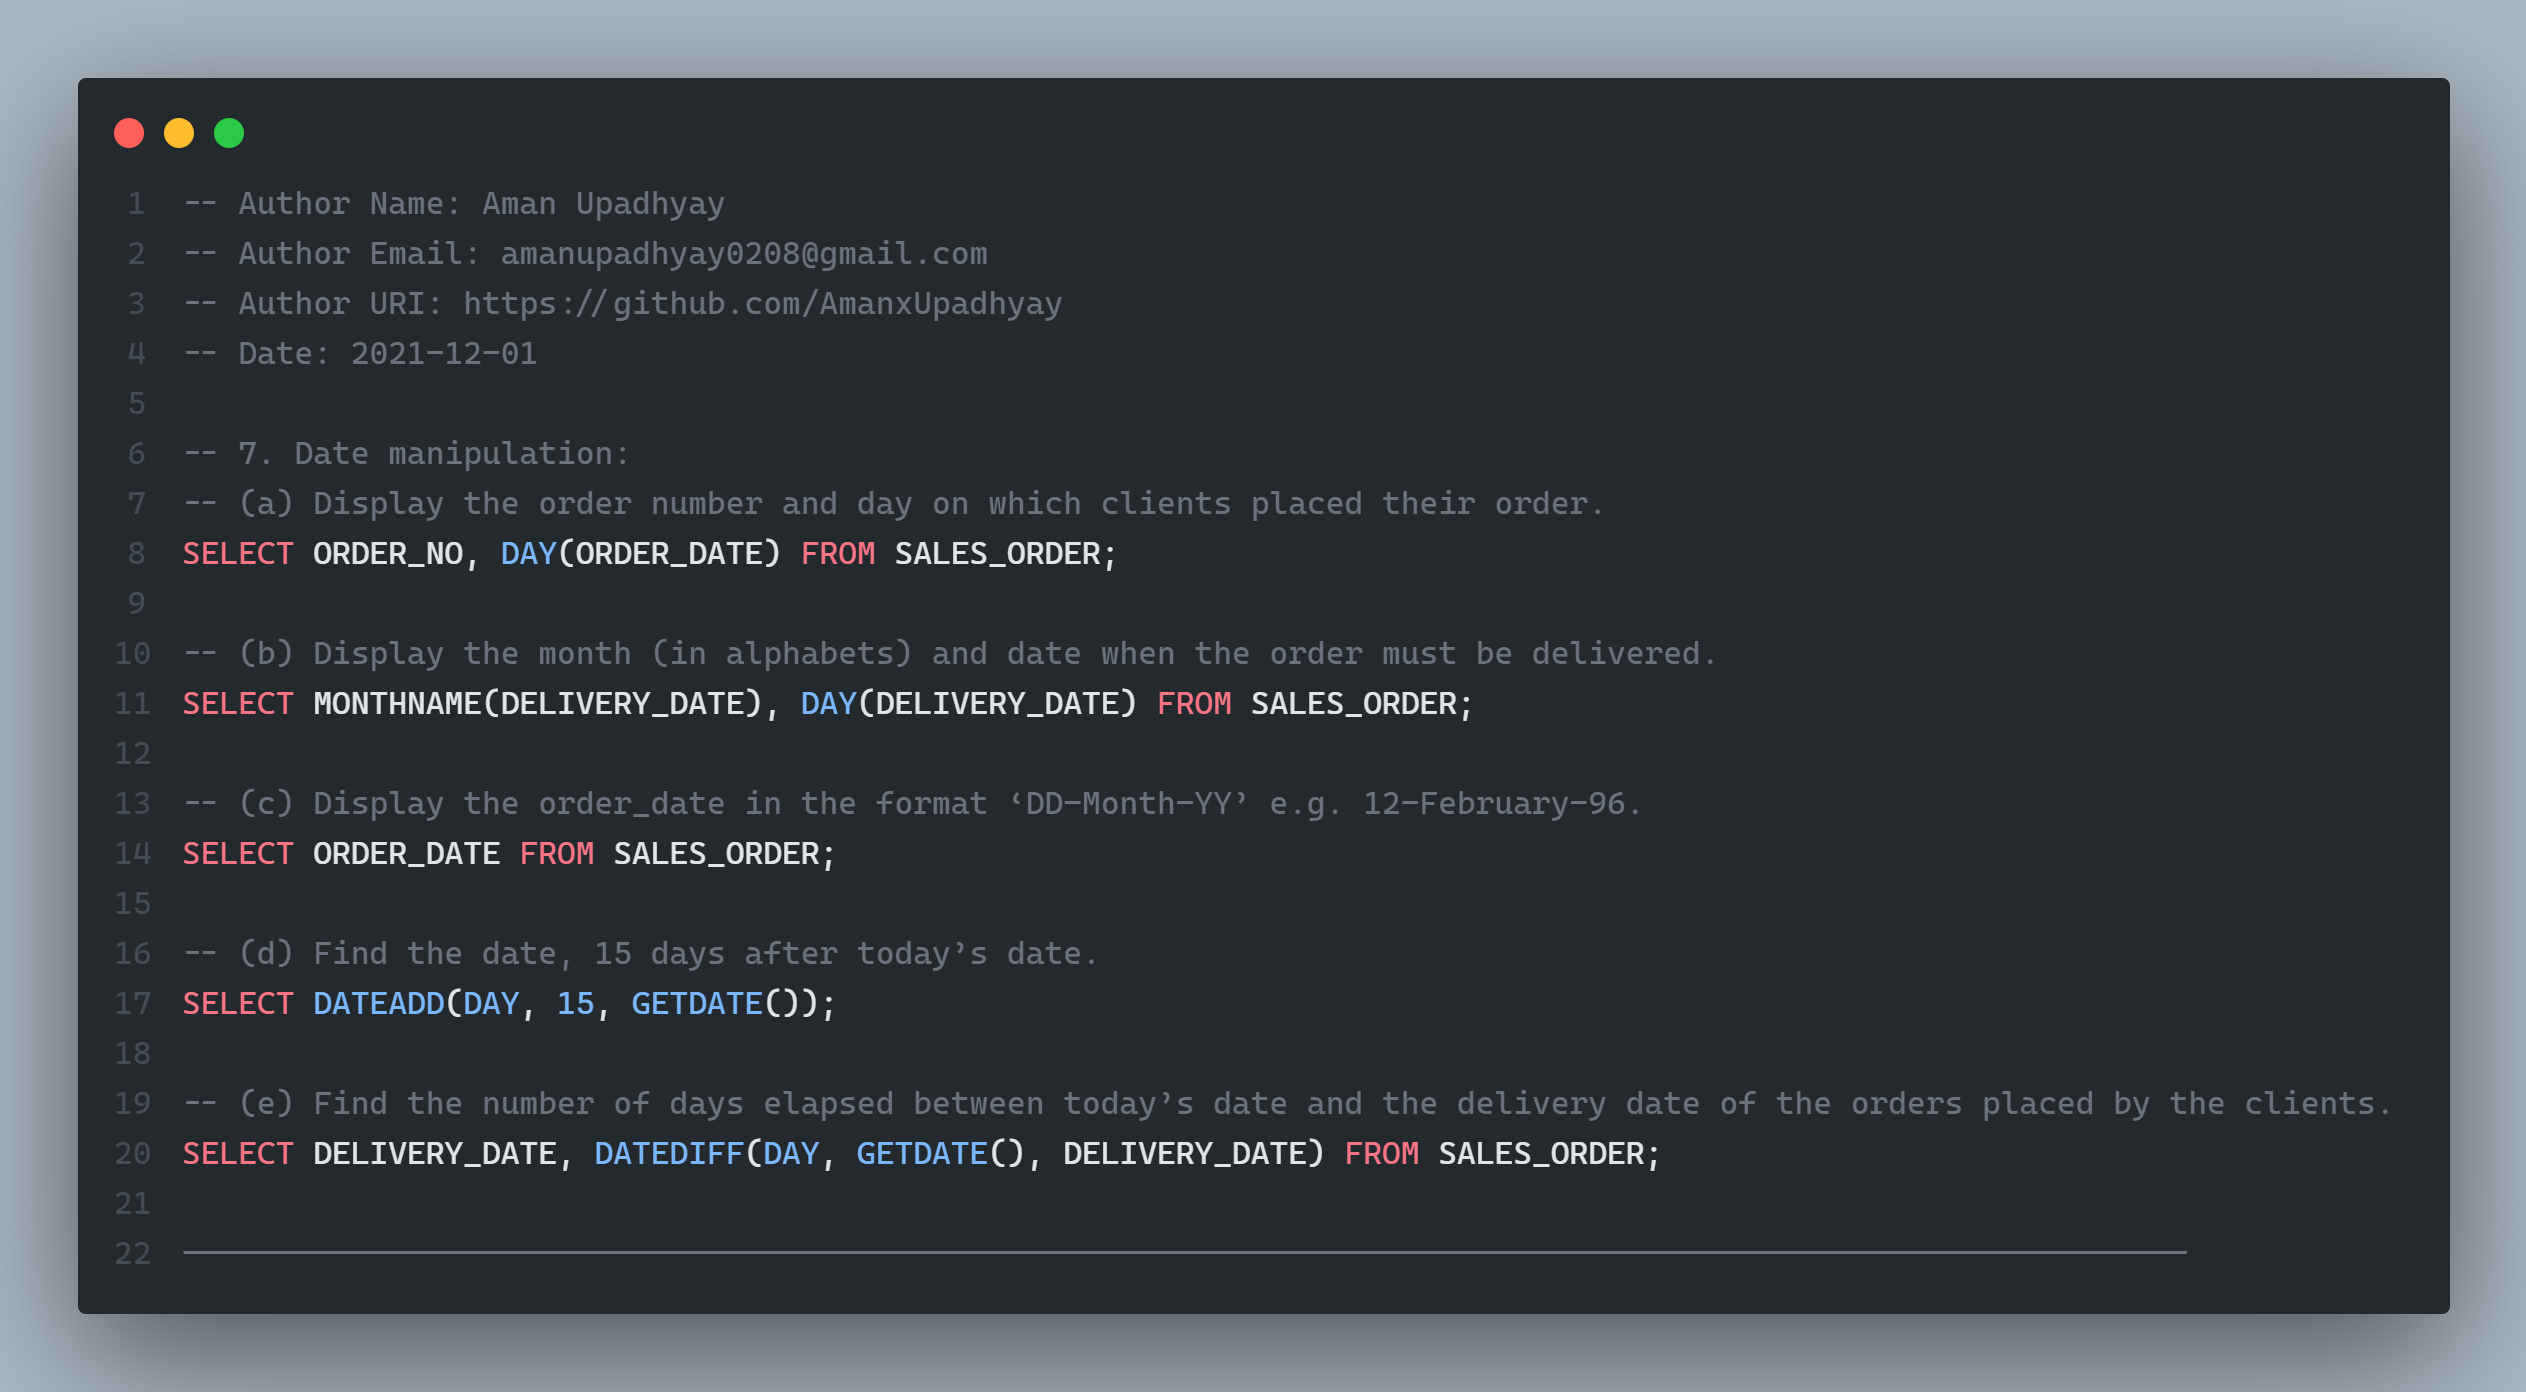 1 -- Author Name: Aman Upadhyay
2 -- Author Email: amanupadhyay0208@gmail.com
3 -- Author URI: https://github.com/AmanxUpadhyay
4 -- Date: 2021-12-01
5
6 -- 7. Date manipulation:
7 -- (a) Display the order number and day on which clients placed their order.
8 SELECT ORDER_NO, DAY(ORDER_DATE) FROM SALES_ORDER;
9
10 -- (b) Display the month (in alphabets) and date when the order must be delivered.
11 SELECT MONTHNAME(DELIVERY_DATE), DAY(DELIVERY_DATE) FROM SALES_ORDER;
12
13 -- (c) Display the order_date in the format ‘DD-Month-YY’ e.g. 12-February-96.
14 SELECT ORDER_DATE FROM SALES_ORDER;
15
16 -- (d) Find the date, 15 days after today’s date.
17 SELECT DATEADD(DAY, 15, GETDATE());
18
19 -- (e) Find the number of days elapsed between today’s date and the delivery date of the orders placed by the clients.
20 SELECT DELIVERY_DATE, DATEDIFF(DAY, GETDATE(), DELIVERY_DATE) FROM SALES_ORDER;
21
22